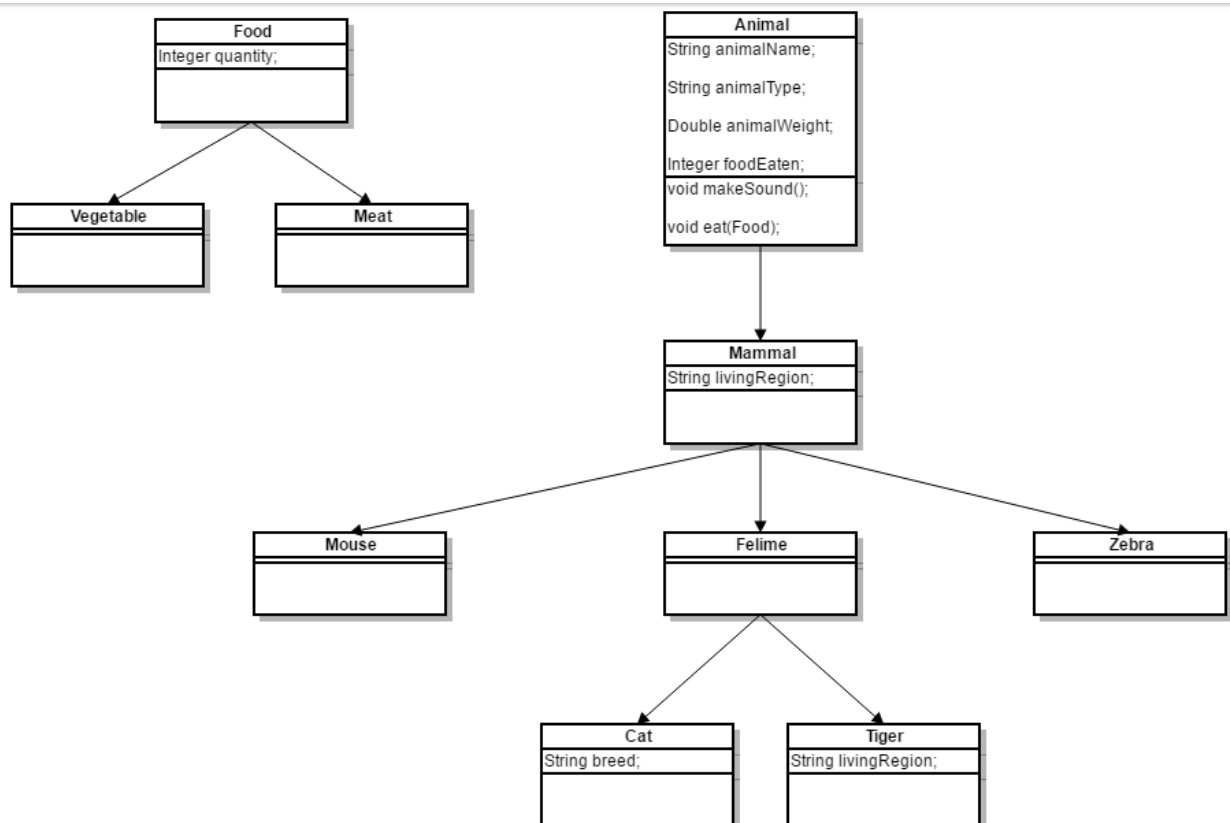 Food
Integer quantity;
Vegetable
Meat
Animal
String animalName;
String animalType;
Double animalWeight;
Integer foodEaten;
void makeSound();
void eat(Food);
Mammal
String livingRegion;
Mouse
Felime
Zebra
Cat
String breed;
Tiger
String livingRegion;